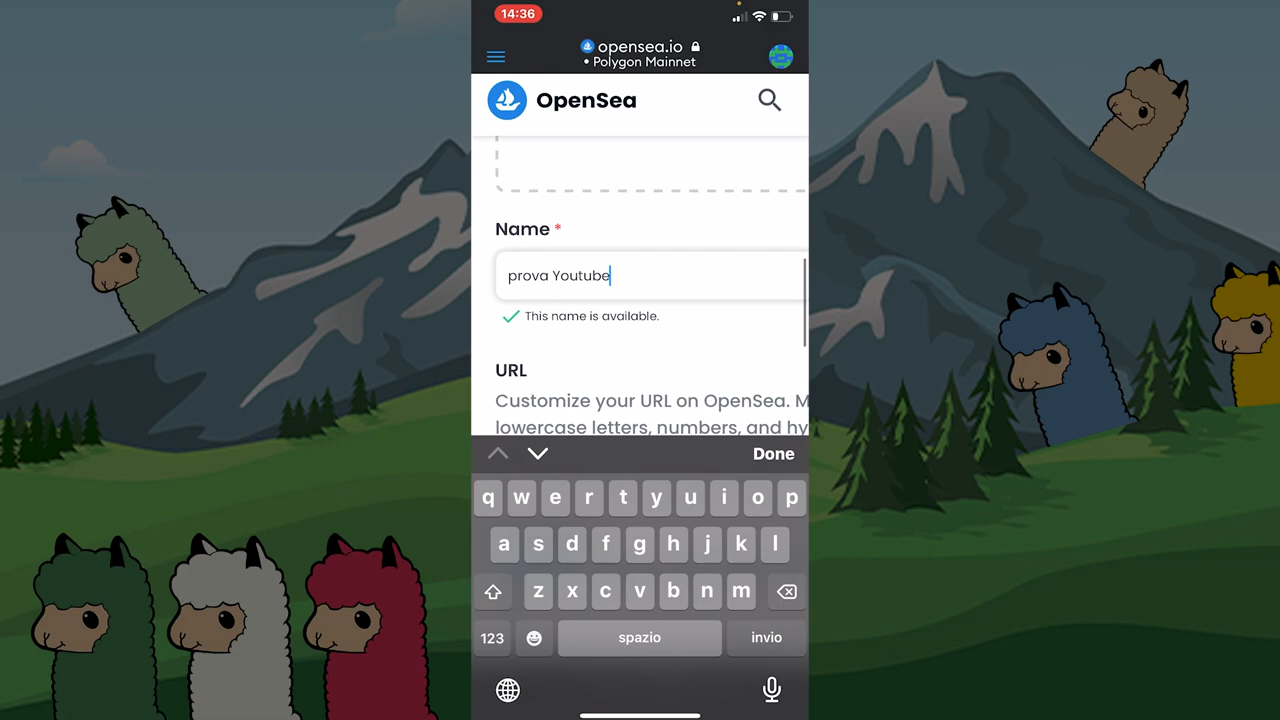 14:36
opensea.io
• Polygon Mainnet
OpenSea
Name *
prova Youtube
This name is available.
URL
Customize your URL on OpenSea. M
lowercase letters, numbers, and hy
Done
q w e r t y u i o p
a s d f g h j k l
z x c v b n m
123 spazio invio